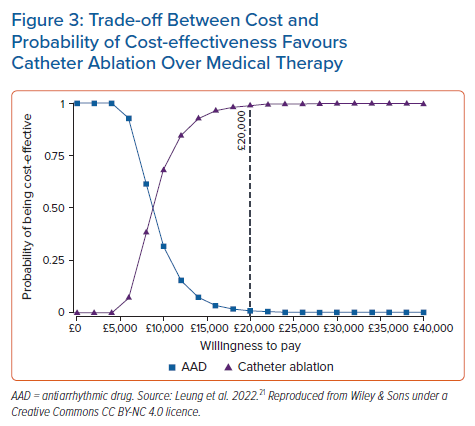 Figure 3: Trade-off Between Cost and
Probability of Cost-effectiveness Favours
Catheter Ablation Over Medical Therapy
Probability of being cost-effective
1
0.75
0.50
0.25
0
£20,000
£0 £5,000 £10,000 £15,000 £20,000 £25,000 £30,000 £35,000 £40,000
Willingness to pay
AAD Catheter ablation
AAD = antiarrhythmic drug. Source: Leung et al. 2022.²¹ Reproduced from Wiley & Sons under a
Creative Commons CC BY-NC 4.0 licence.